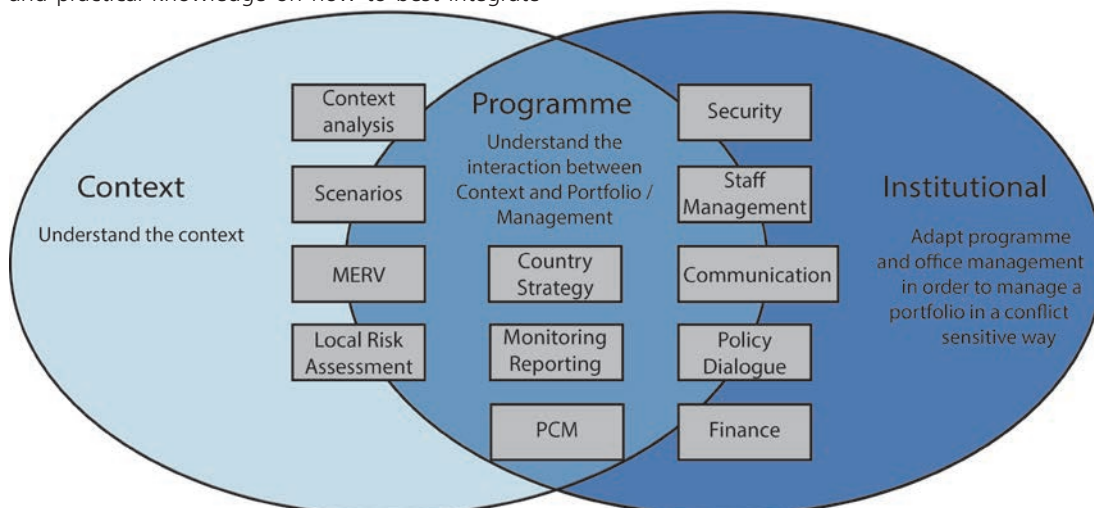 and practical knowledge on how to best integrate
Context
Understand the context
Context
analysis
Scenarios
MERV
Local Risk
Assessment
Programme
Understand the
interaction between
Context and Portfolio /
Management
Country
Strategy
Monitoring
Reporting
PCM
Security
Staff
Management
Communication
Policy
Dialogue
Finance
Institutional
Adapt programme
and office management
in order to manage a
portfolio in a conflict
sensitive way